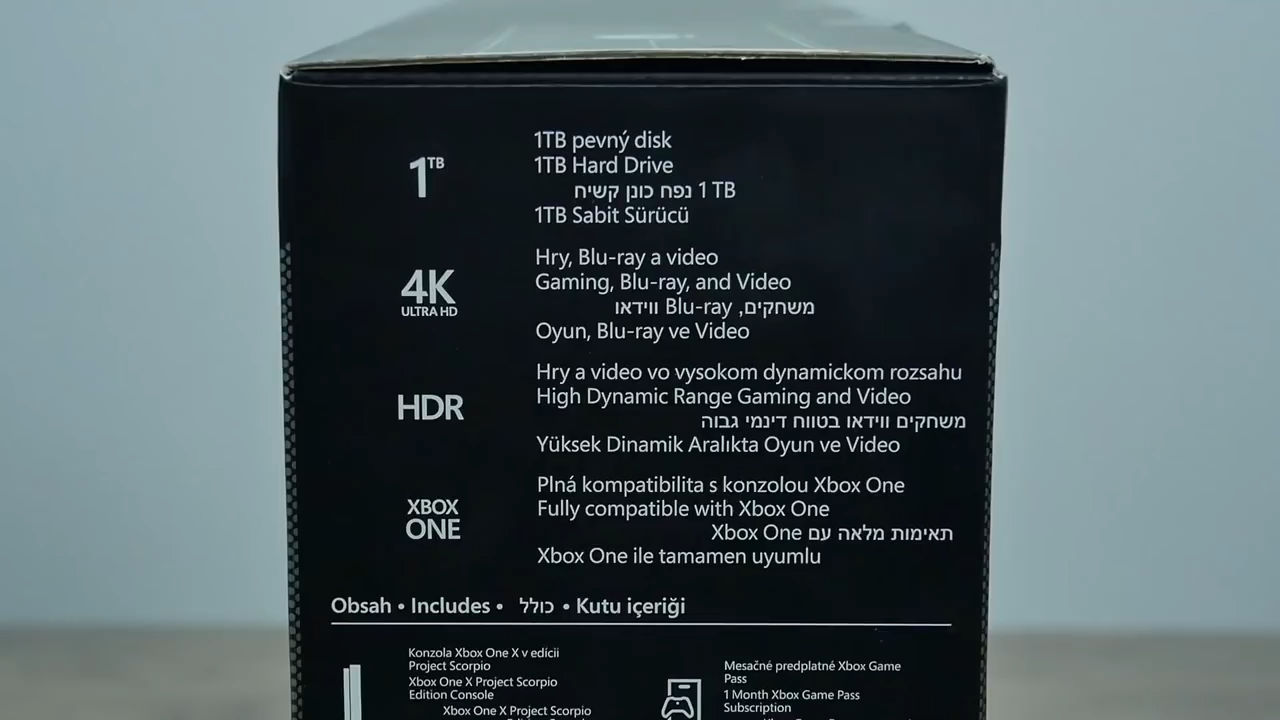 1TB
1TB pevný disk
1TB Hard Drive
1 TB נפח כונן קשיח
1TB Sabit Sürücü
4K
ULTRA HD
Hry, Blu-ray a video
Gaming, Blu-ray, and Video
משחקים, Blu-ray ווידאו
Oyun, Blu-ray ve Video
HDR
Hry a video vo vysokom dynamickom rozsahu
High Dynamic Range Gaming and Video
משחקים ווידאו בטווח דינמי גבוה
Yüksek Dinamik Aralıkta Oyun ve Video
XBOX
ONE
Plná kompatibilita s konzolou Xbox One
Fully compatible with Xbox One
תאימות מלאה עם Xbox One
Xbox One ile tamamen uyumlu
Obsah • Includes • כולל • Kutu içeriği
Konzola Xbox One X v edícii
Project Scorpio
Xbox One X Project Scorpio
Edition Console
Xbox One X Project Scorpio
Mesačné predplatné Xbox Game
Pass
1 Month Xbox Game Pass
Subscription